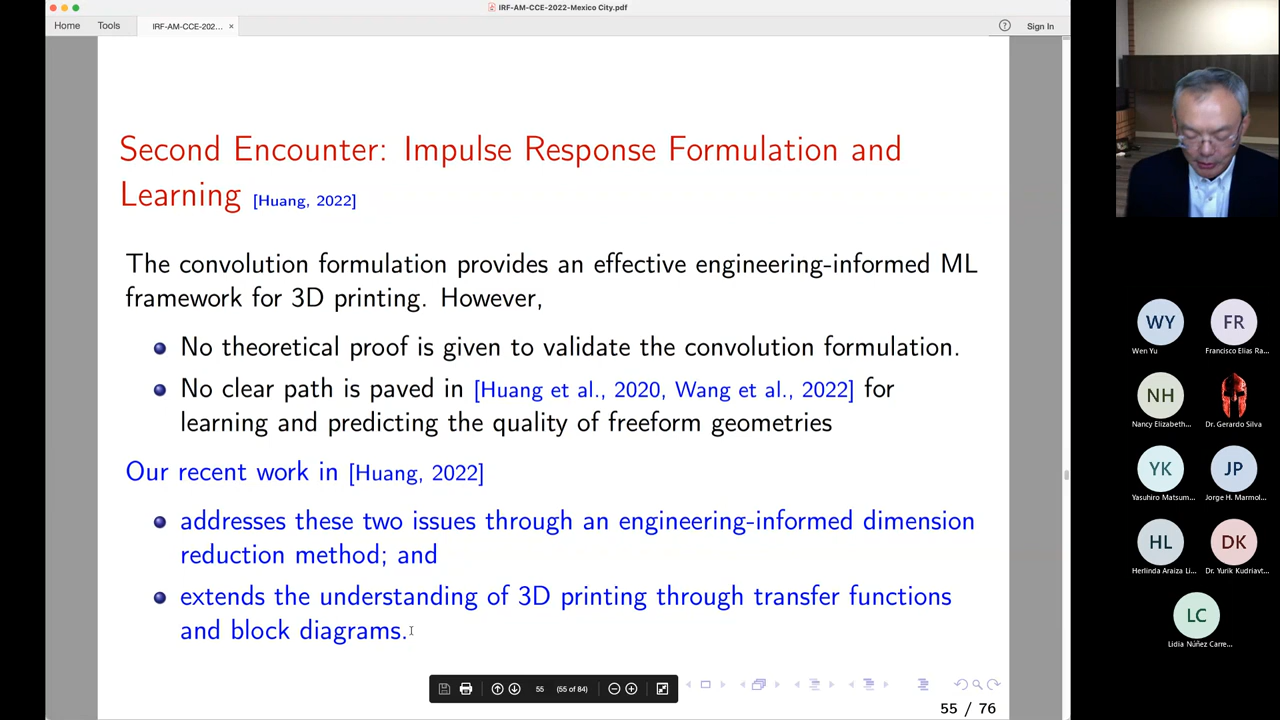 IRF-AM-CCE-2022-Mexico City.pdf
Home
Tools
IRF-AM-CCE-202...
×
?
Sign In
Second Encounter: Impulse Response Formulation and
Learning [Huang, 2022]
The convolution formulation provides an effective engineering-informed ML
framework for 3D printing. However,
No theoretical proof is given to validate the convolution formulation.
No clear path is paved in [Huang et al., 2020, Wang et al., 2022] for
learning and predicting the quality of freeform geometries
Our recent work in [Huang, 2022]
addresses these two issues through an engineering-informed dimension
reduction method; and
extends the understanding of 3D printing through transfer functions
and block diagrams.
55 (55 of 84)
55 / 76
WY
Wen Yu
FR
Francisco Elias Ra...
NH
Nancy Elizabeth...
Dr. Gerardo Silva
YK
Yasuhiro Matsum...
JP
Jorge H. Marmol...
HL
Herlinda Araiza Li...
DK
Dr. Yurik Kudriavt...
LC
Lidia Núñez Carre...